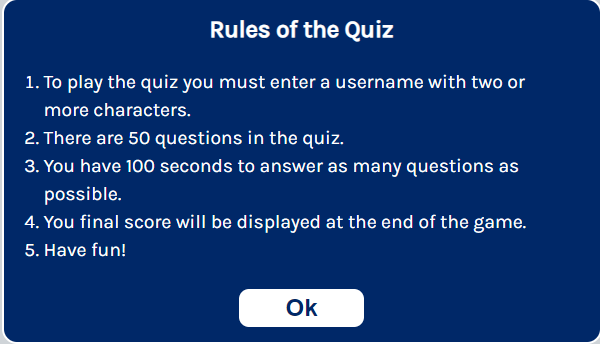 Rules of the Quiz
1. To play the quiz you must enter a username with two or
more characters.
2. There are 50 questions in the quiz.
3. You have 100 seconds to answer as many questions as
possible.
4. You final score will be displayed at the end of the game.
5. Have fun!
Ok